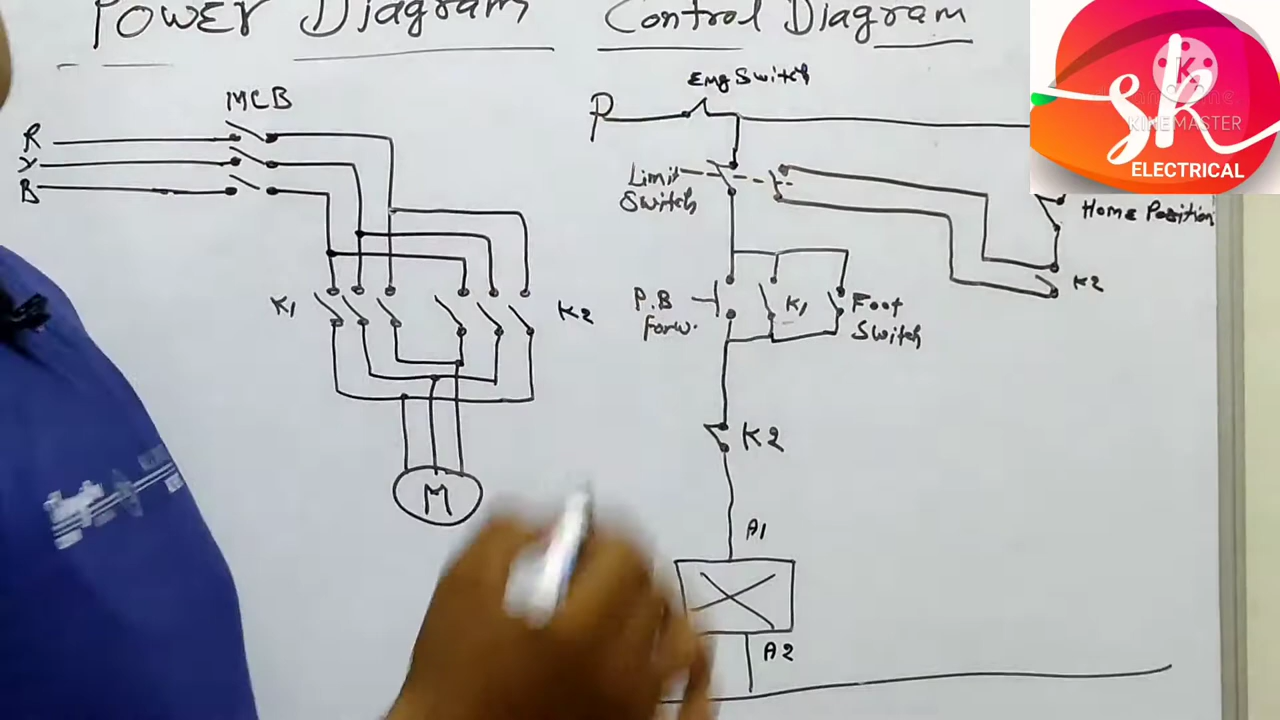 Power Diagram
Control Diagram
MCB
R
Y
B
K1
K2
M
Emg Switch
P
Limit
Switch
P.B
Forw.
K1
Foot
Switch
K2
A1
A2
Home Position
K2
SK
KINEMASTER
ELECTRICAL